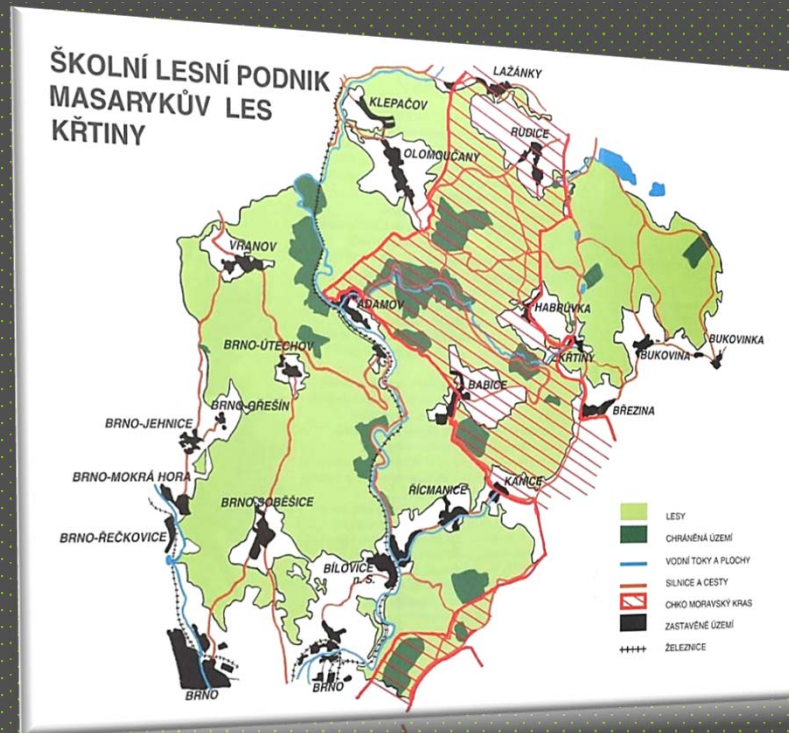 ŠKOLNÍ LESNÍ PODNIK
MASARYKŮV LES
KŘTINY
LAŽÁNKY
KLEPAČOV
RUDICE
OLOMOUČANY
VRANOV
ADAMOV
HABRŮVKA
BRNO-ÚTĚCHOV
KŘTINY
BUKOVINA
BUKOVINKA
BABICE
BRNO-OŘEŠÍN
BŘEZINA
BRNO-JEHNICE
BRNO-MOKRÁ HORA
KANICE
BRNO-SOBĚŠICE
ŘÍCMANICE
BRNO-ŘEČKOVICE
BÍLOVICE
n. S.
BRNO
BRNO
LESY
CHRÁNĚNÁ ÚZEMÍ
VODNÍ TOKY A PLOCHY
SILNICE A CESTY
CHKO MORAVSKÝ KRAS
ZASTAVĚNÉ ÚZEMÍ
ŽELEZNICE